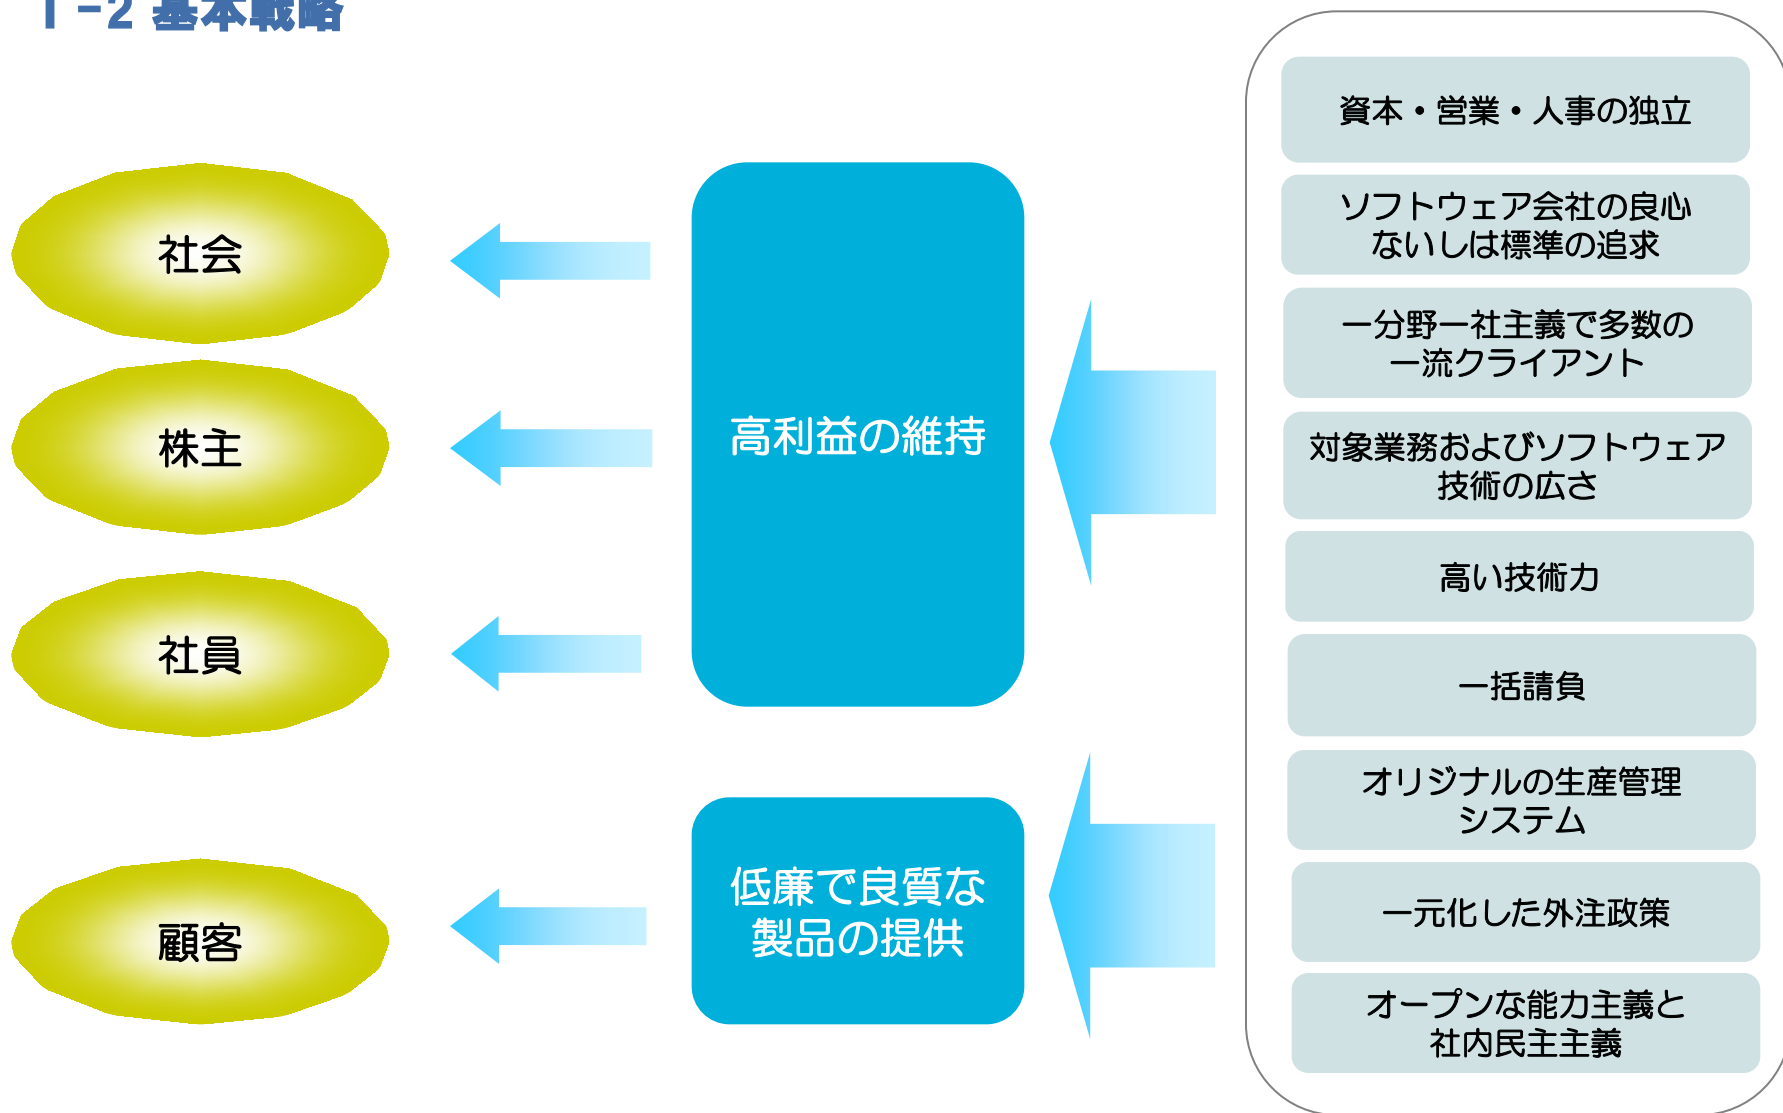 1-2 基本戦略
社会
株主
社員
顧客
高利益の維持
低廉で良質な
製品の提供
資本・営業・人事の独立
ソフトウェア会社の良心
ないしは標準の追求
一分野一社主義で多数の
一流クライアント
対象業務およびソフトウェア
技術の広さ
高い技術力
一括請負
オリジナルの生産管理
システム
一元化した外注政策
オープンな能力主義と
社内民主主義